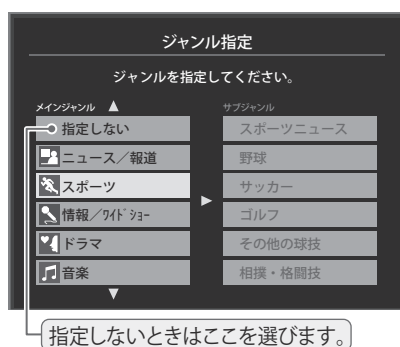 ジャンル指定
ジャンルを指定してください。
メインジャンル ▲
サブジャンル
指定しない
スポーツニュース
ニュース／報道
野球
スポーツ
サッカー
情報／ﾜｲﾄﾞｼｮｰ
ゴルフ
ドラマ
その他の球技
音楽
相撲・格闘技
指定しないときはここを選びます。